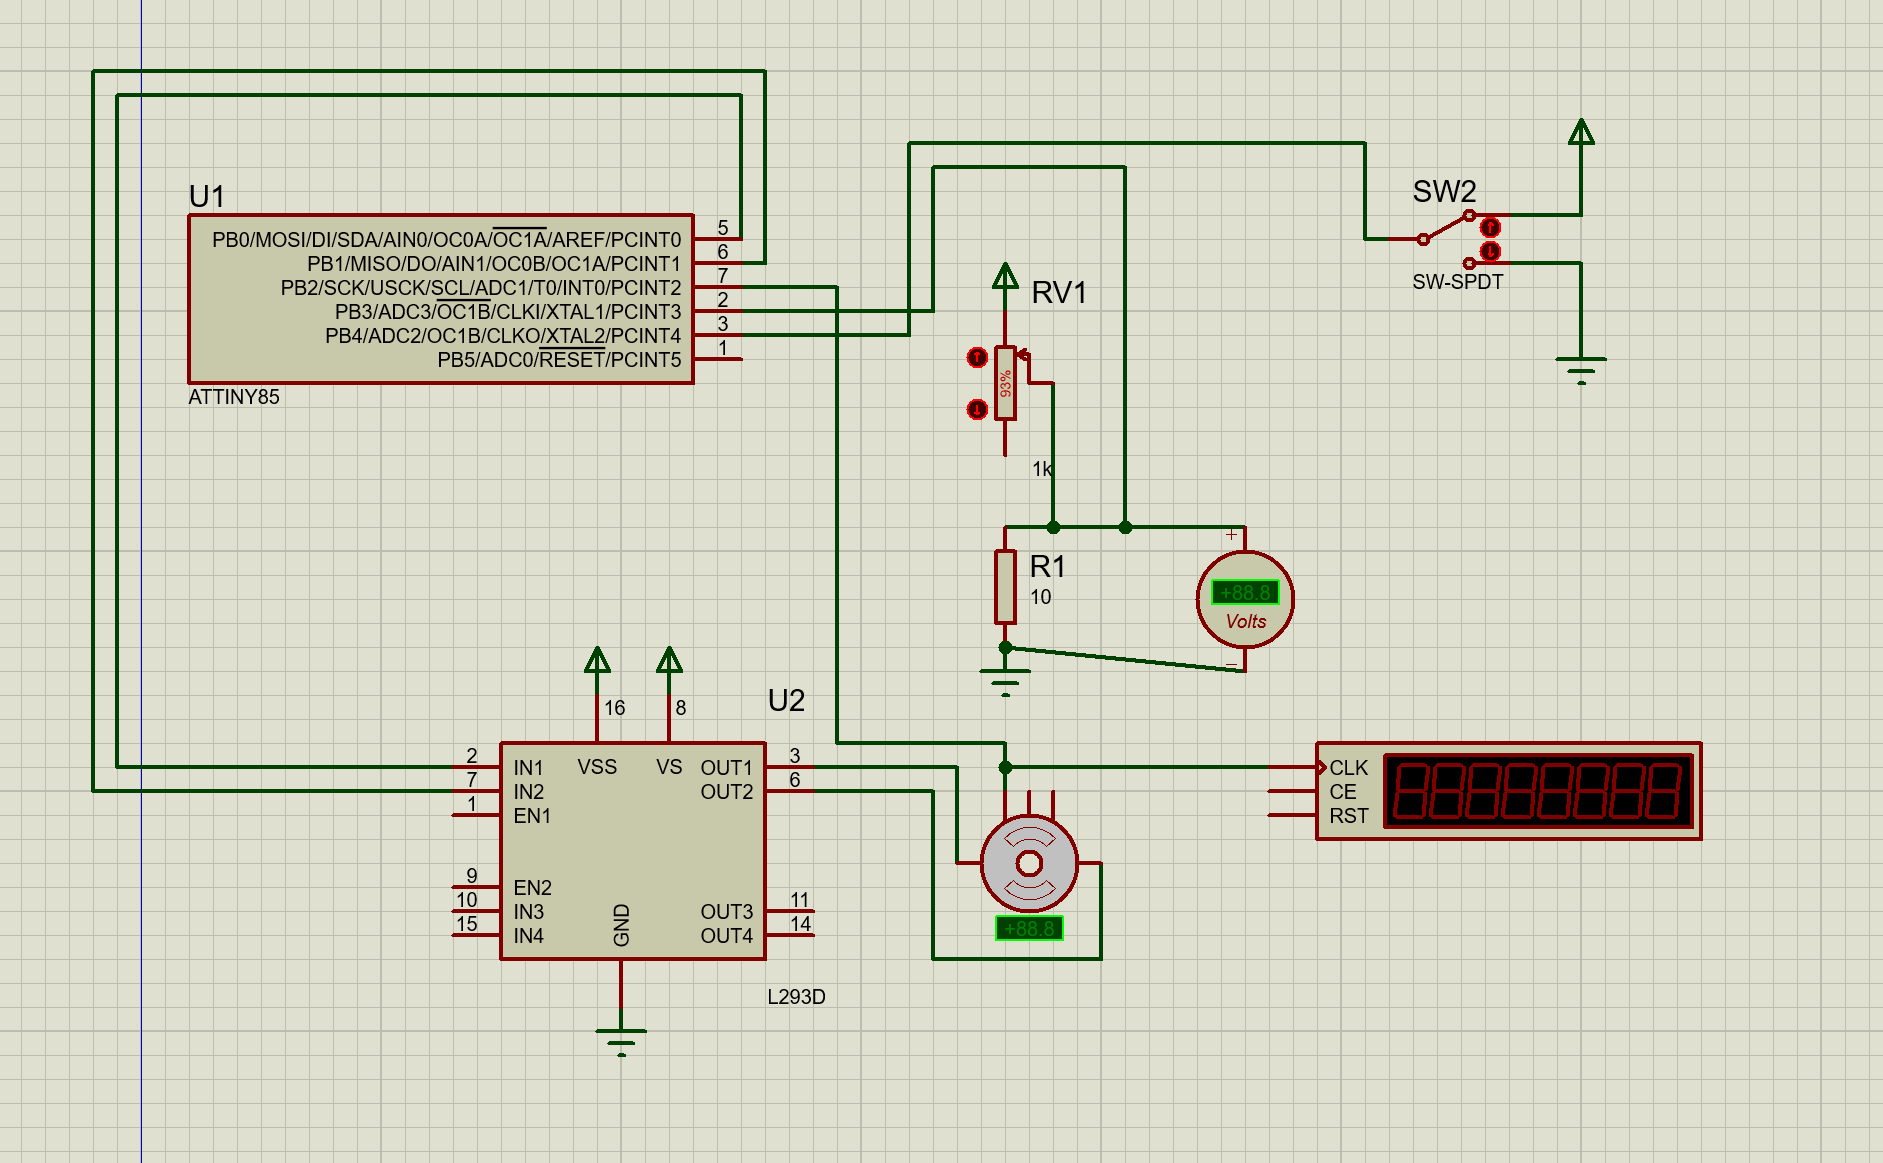 U1
PB0/MOSI/DI/SDA/AIN0/OC0A/OC1A/AREF/PCINT0
5
PB1/MISO/DO/AIN1/OC0B/OC1A/PCINT1
6
PB2/SCK/USCK/SCL/ADC1/T0/INT0/PCINT2
7
PB3/ADC3/OC1B/CLKI/XTAL1/PCINT3
2
PB4/ADC2/OC1B/CLKO/XTAL2/PCINT4
3
PB5/ADC0/RESET/PCINT5
1
ATTINY85
SW2
SW-SPDT
RV1
93%
1k
R1
10
+
+88.8
Volts
−
U2
16
8
2
IN1
VSS
VS
OUT1
3
7
IN2
OUT2
6
1
EN1
9
EN2
10
IN3
OUT3
11
15
IN4
GND
OUT4
14
L293D
+88.8
CLK
CE
RST
88888888